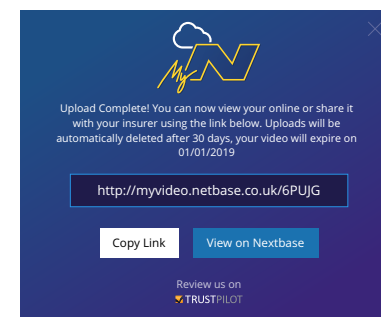 My N
Upload Complete! You can now view your online or share it
with your insurer using the link below. Uploads will be
automatically deleted after 30 days, your video will expire on
01/01/2019
http://myvideo.netbase.co.uk/6PUJG
Copy Link View on Nextbase
Review us on
TRUSTPILOT